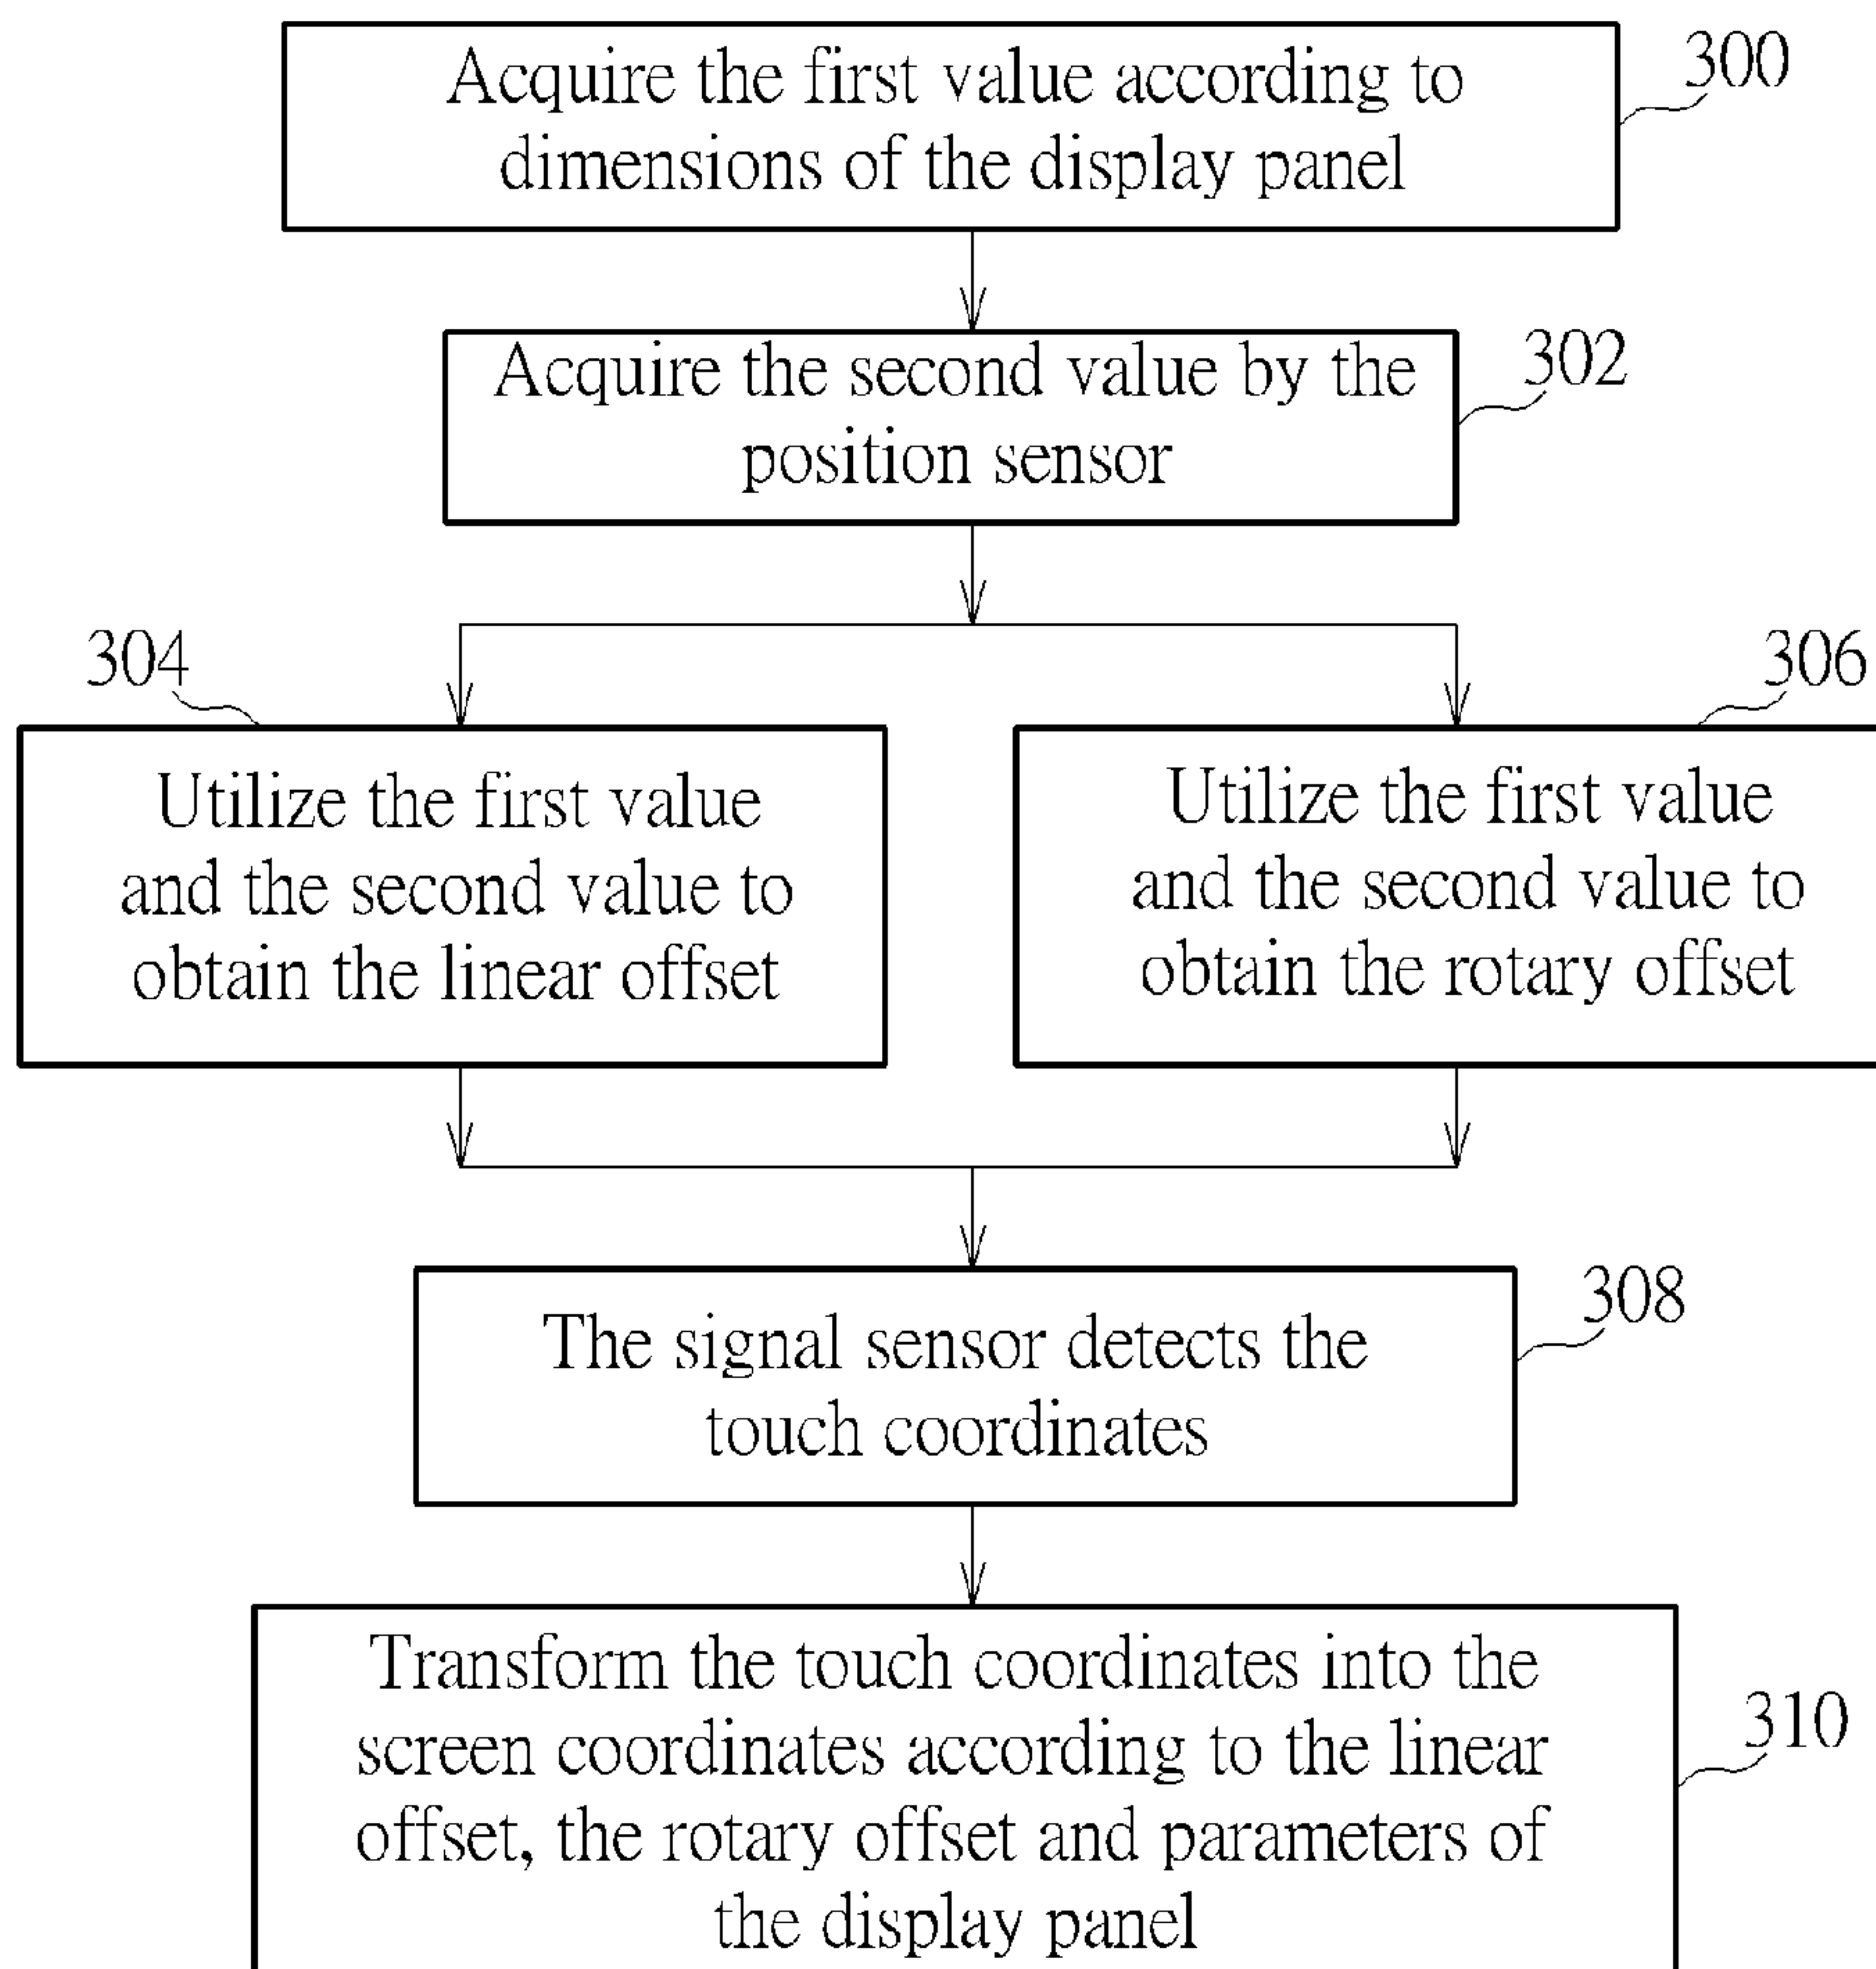 Acquire the first value according to
dimensions of the display panel
300
Acquire the second value by the
position sensor
302
304
Utilize the first value
and the second value to
obtain the linear offset
306
Utilize the first value
and the second value to
obtain the rotary offset
The signal sensor detects the
touch coordinates
308
Transform the touch coordinates into the
screen coordinates according to the linear
offset, the rotary offset and parameters of
the display panel
310